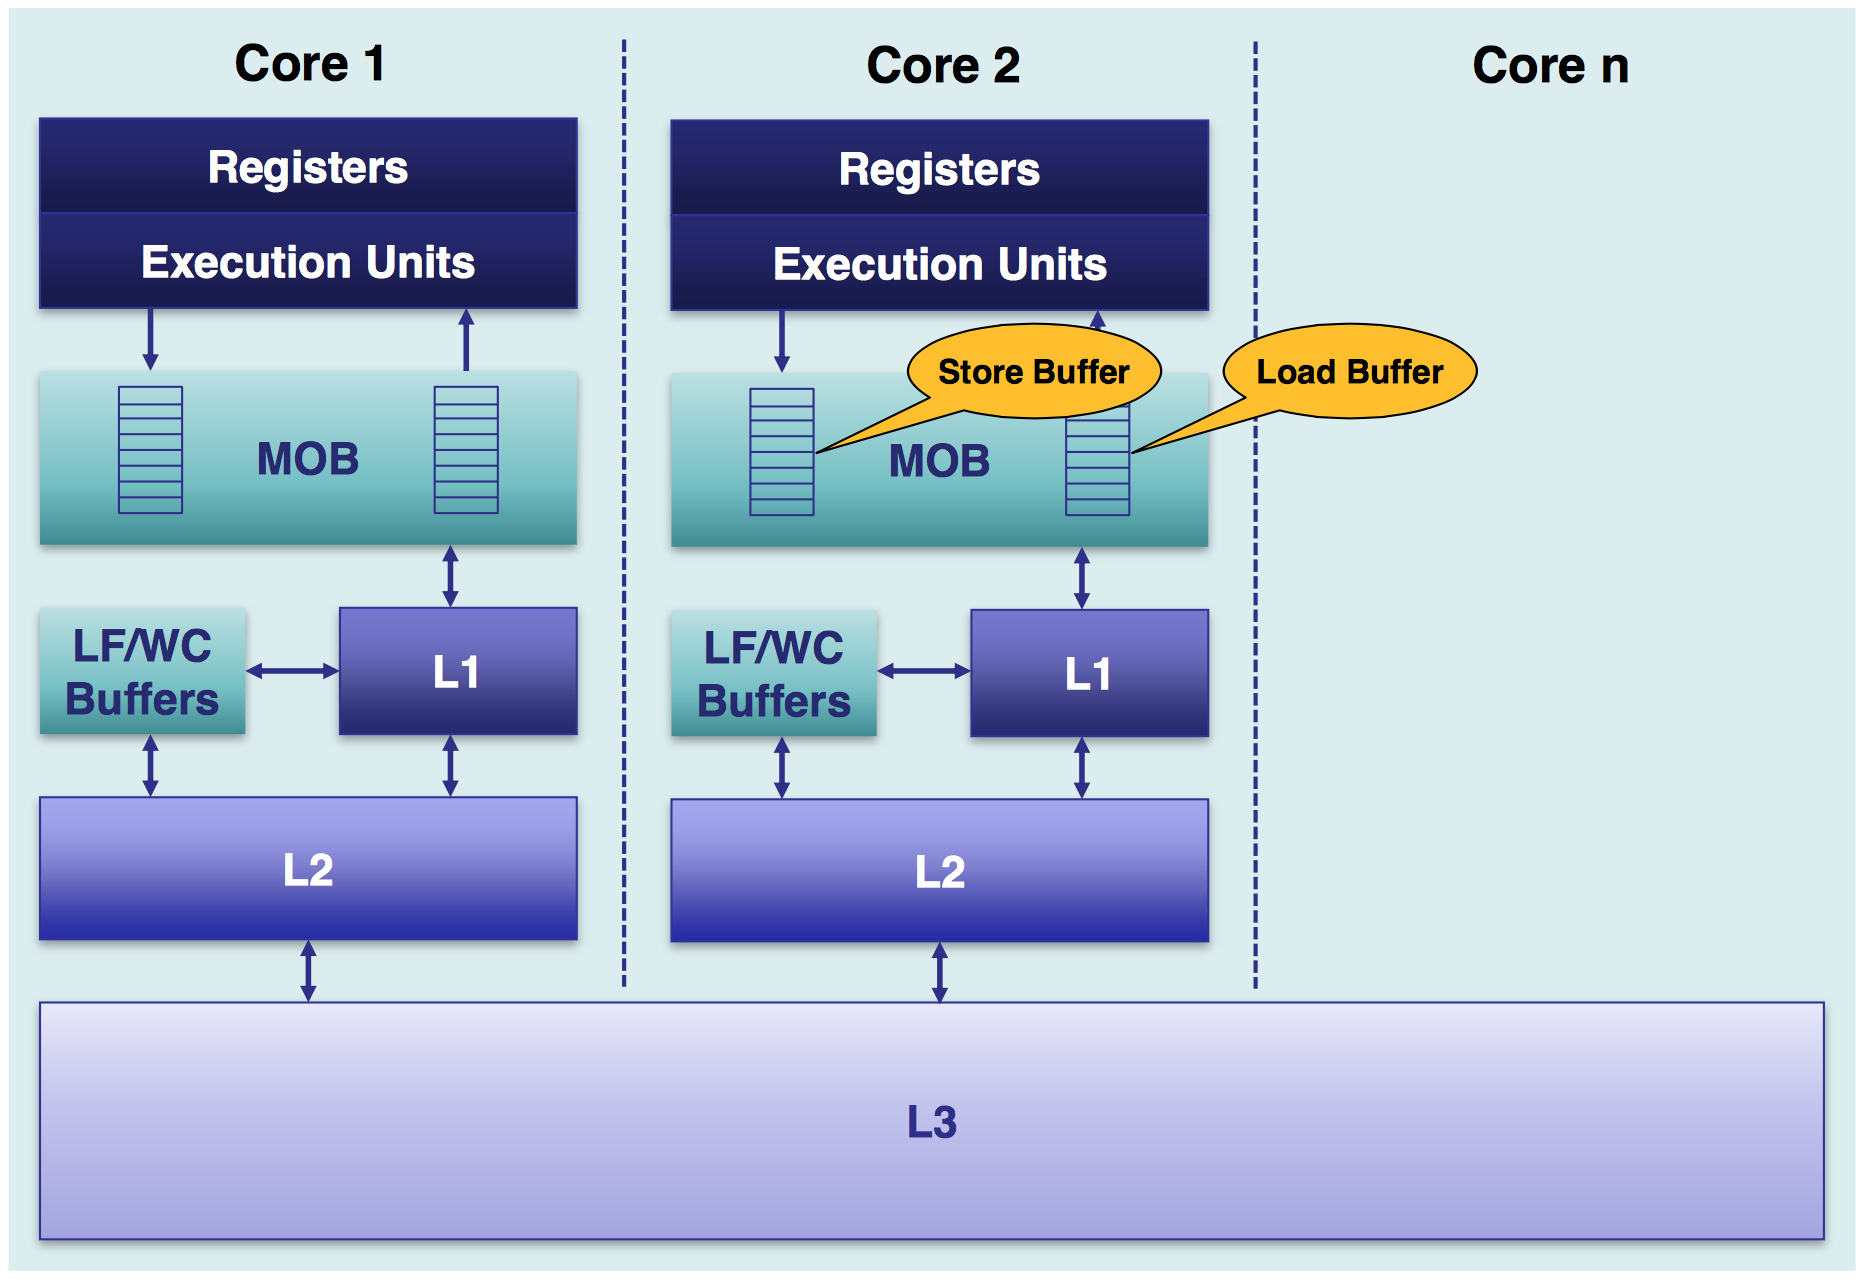 Core 1
Core 2
Core n
Registers
Execution Units
MOB
LF/WC
Buffers
L1
L2
Registers
Execution Units
Store Buffer
Load Buffer
MOB
LF/WC
Buffers
L1
L2
L3